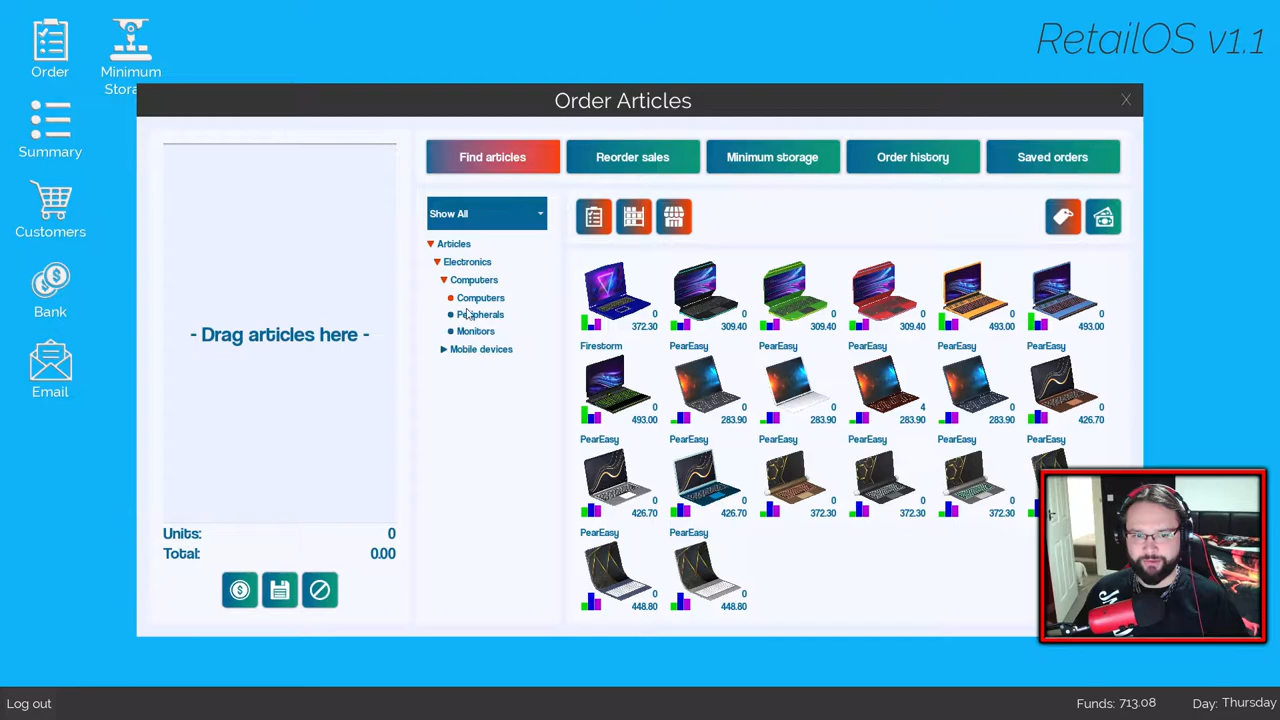 RetailOS v1.1
Order
Minimum
Summary
Customers
Bank
Email
Order Articles
X
Find articles
Reorder sales
Minimum storage
Order history
Saved orders
Show All
Articles
Electronics
Computers
Computers
Peripherals
Monitors
Mobile devices
- Drag articles here -
Units: 0
Total: 0.00
0 0 0 0 0 0
372.30 309.40 309.40 309.40 493.00 493.00
Firestorm PearEasy PearEasy PearEasy PearEasy PearEasy
0 0 0 4 0 0
493.00 283.90 283.90 283.90 283.90 426.70
PearEasy PearEasy PearEasy PearEasy PearEasy PearEasy
0 0 0 0 0
426.70 426.70 372.30 372.30 372.30
PearEasy PearEasy
0 0
448.80 448.80
Log out
Funds: 713.08
Day: Thursday